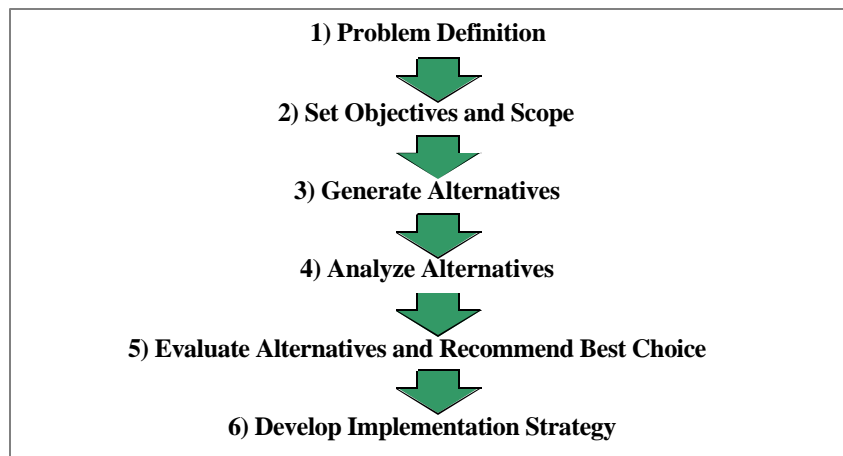 1) Problem Definition
2) Set Objectives and Scope
3) Generate Alternatives
4) Analyze Alternatives
5) Evaluate Alternatives and Recommend Best Choice
6) Develop Implementation Strategy